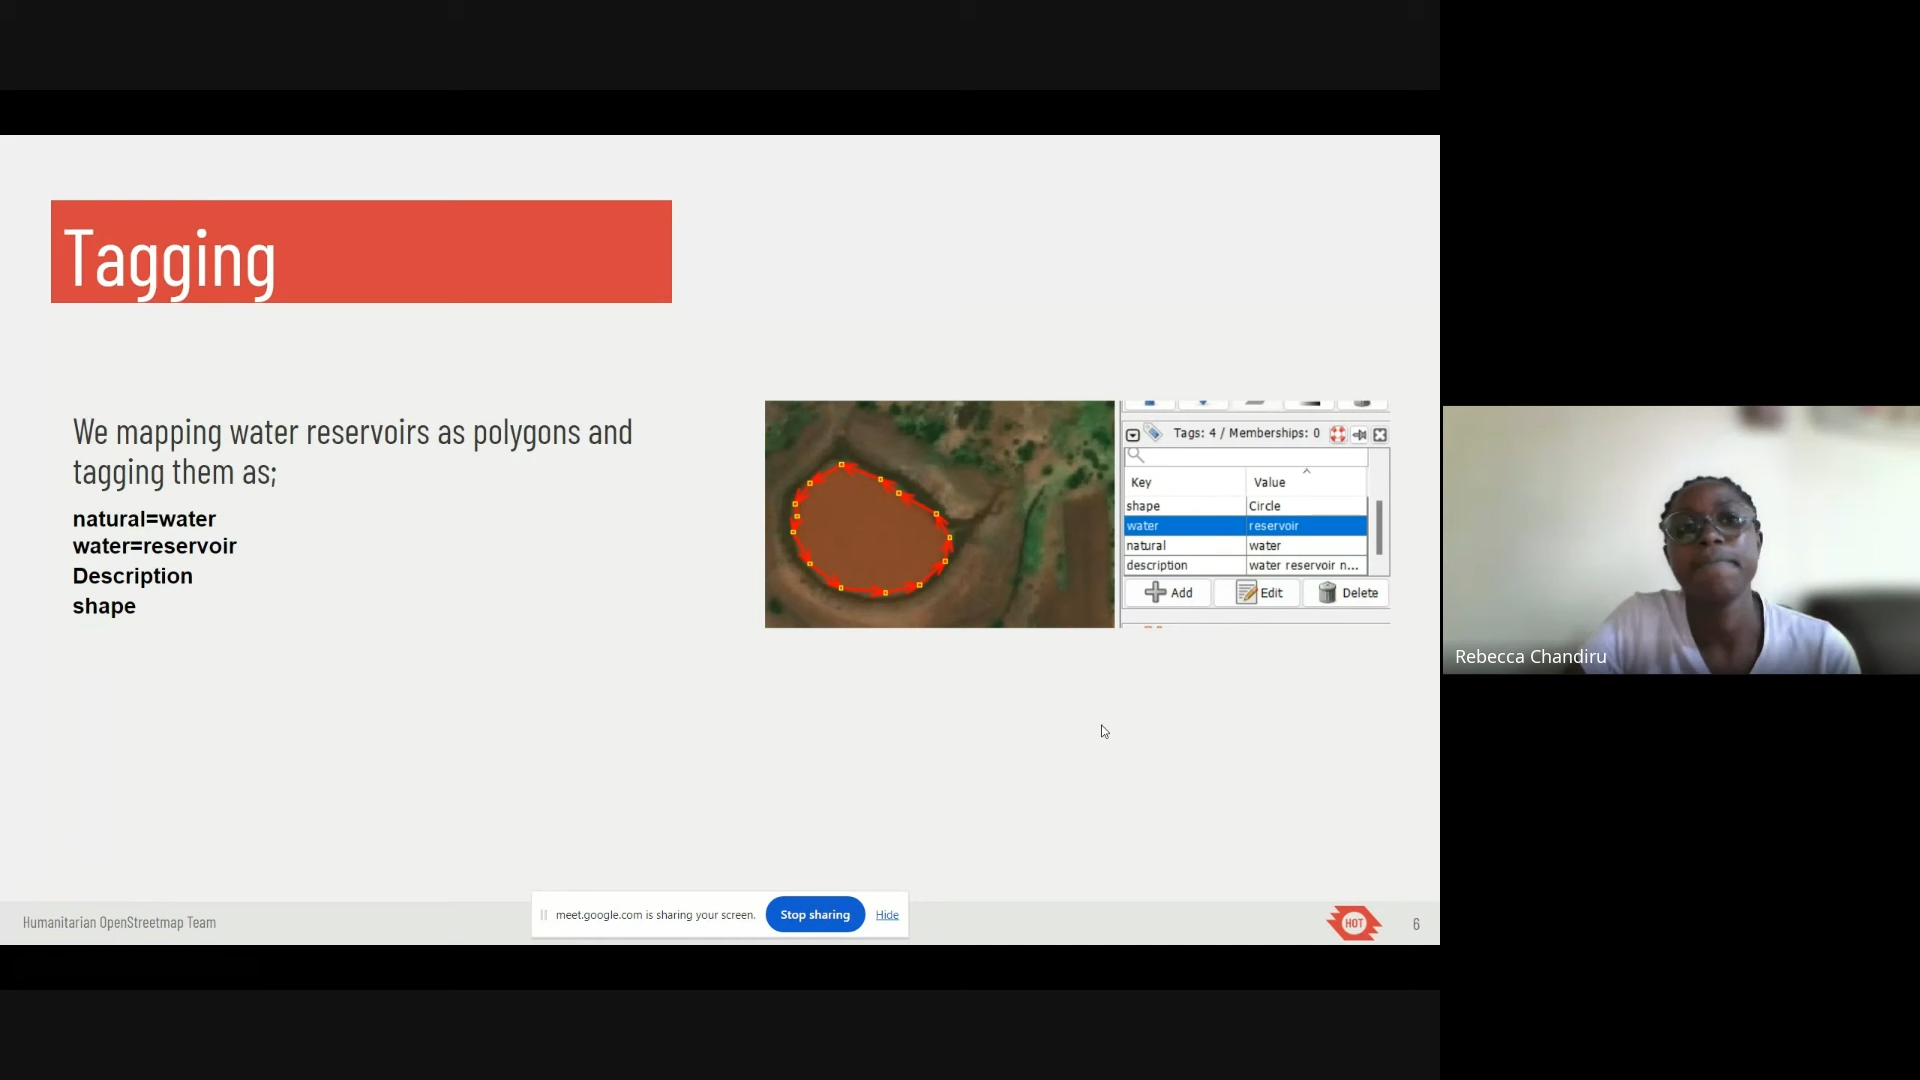 Tagging
We mapping water reservoirs as polygons and
tagging them as;
natural=water
water=reservoir
Description
shape
Tags: 4 / Memberships: 0
Key Value
shape Circle
water reservoir
natural water
description water reservoir n...
Add Edit Delete
Rebecca Chandiru
Humanitarian OpenStreetmap Team
meet.google.com is sharing your screen. Stop sharing Hide
HOT
6